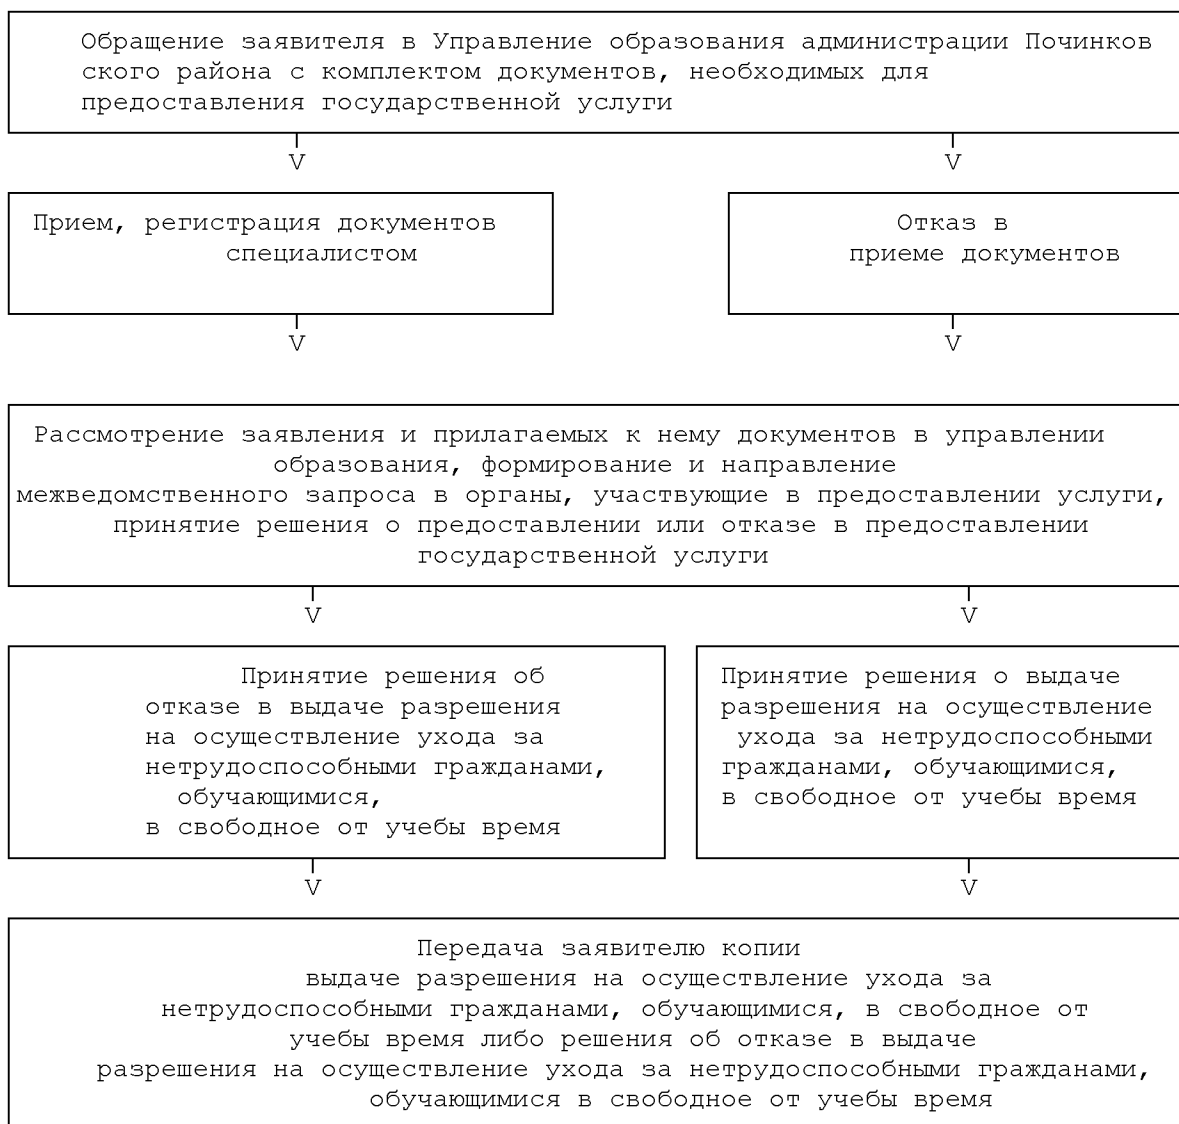 Обращение заявителя в Управление образования администрации Починков
ского района с комплектом документов, необходимых для
предоставления государственной услуги
V V
Прием, регистрация документов
специалистом
Отказ в
приеме документов
V V
Рассмотрение заявления и прилагаемых к нему документов в управлении
образования, формирование и направление
межведомственного запроса в органы, участвующие в предоставлении услуги,
принятие решения о предоставлении или отказе в предоставлении
государственной услуги
V V
Принятие решения об
отказе в выдаче разрешения
на осуществление ухода за
нетрудоспособными гражданами,
обучающимися,
в свободное от учебы время
Принятие решения о выдаче
разрешения на осуществление
ухода за нетрудоспособными
гражданами, обучающимися,
в свободное от учебы время
V V
Передача заявителю копии
выдаче разрешения на осуществление ухода за
нетрудоспособными гражданами, обучающимися, в свободное от
учебы время либо решения об отказе в выдаче
разрешения на осуществление ухода за нетрудоспособными гражданами,
обучающимися в свободное от учебы время